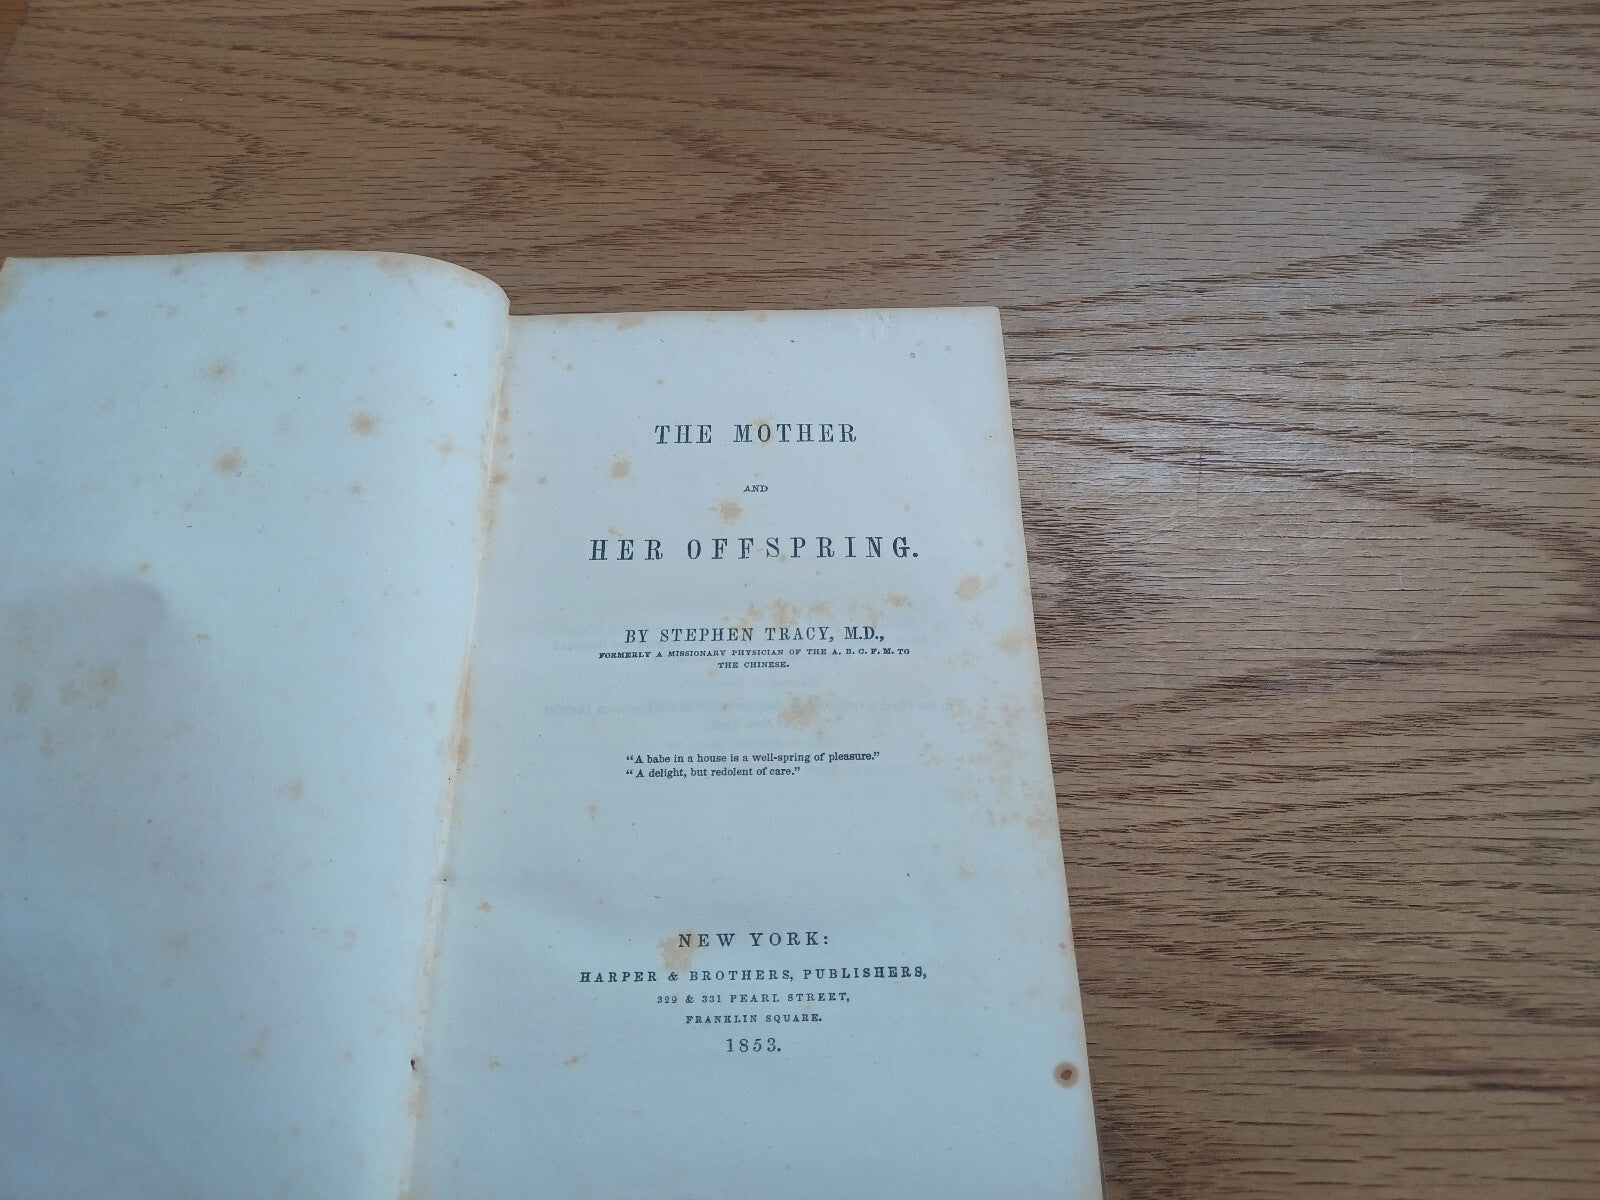 THE MOTHER
AND
HER OFFSPRING.
BY STEPHEN TRACY, M.D.,
FORMERLY A MISSIONARY PHYSICIAN OF THE A. B. C. F. M. TO
THE CHINESE.
“A babe in a house is a well-spring of pleasure.”
“A delight, but redolent of care.”
NEW YORK:
HARPER & BROTHERS, PUBLISHERS,
329 & 331 PEARL STREET,
FRANKLIN SQUARE.
1853.